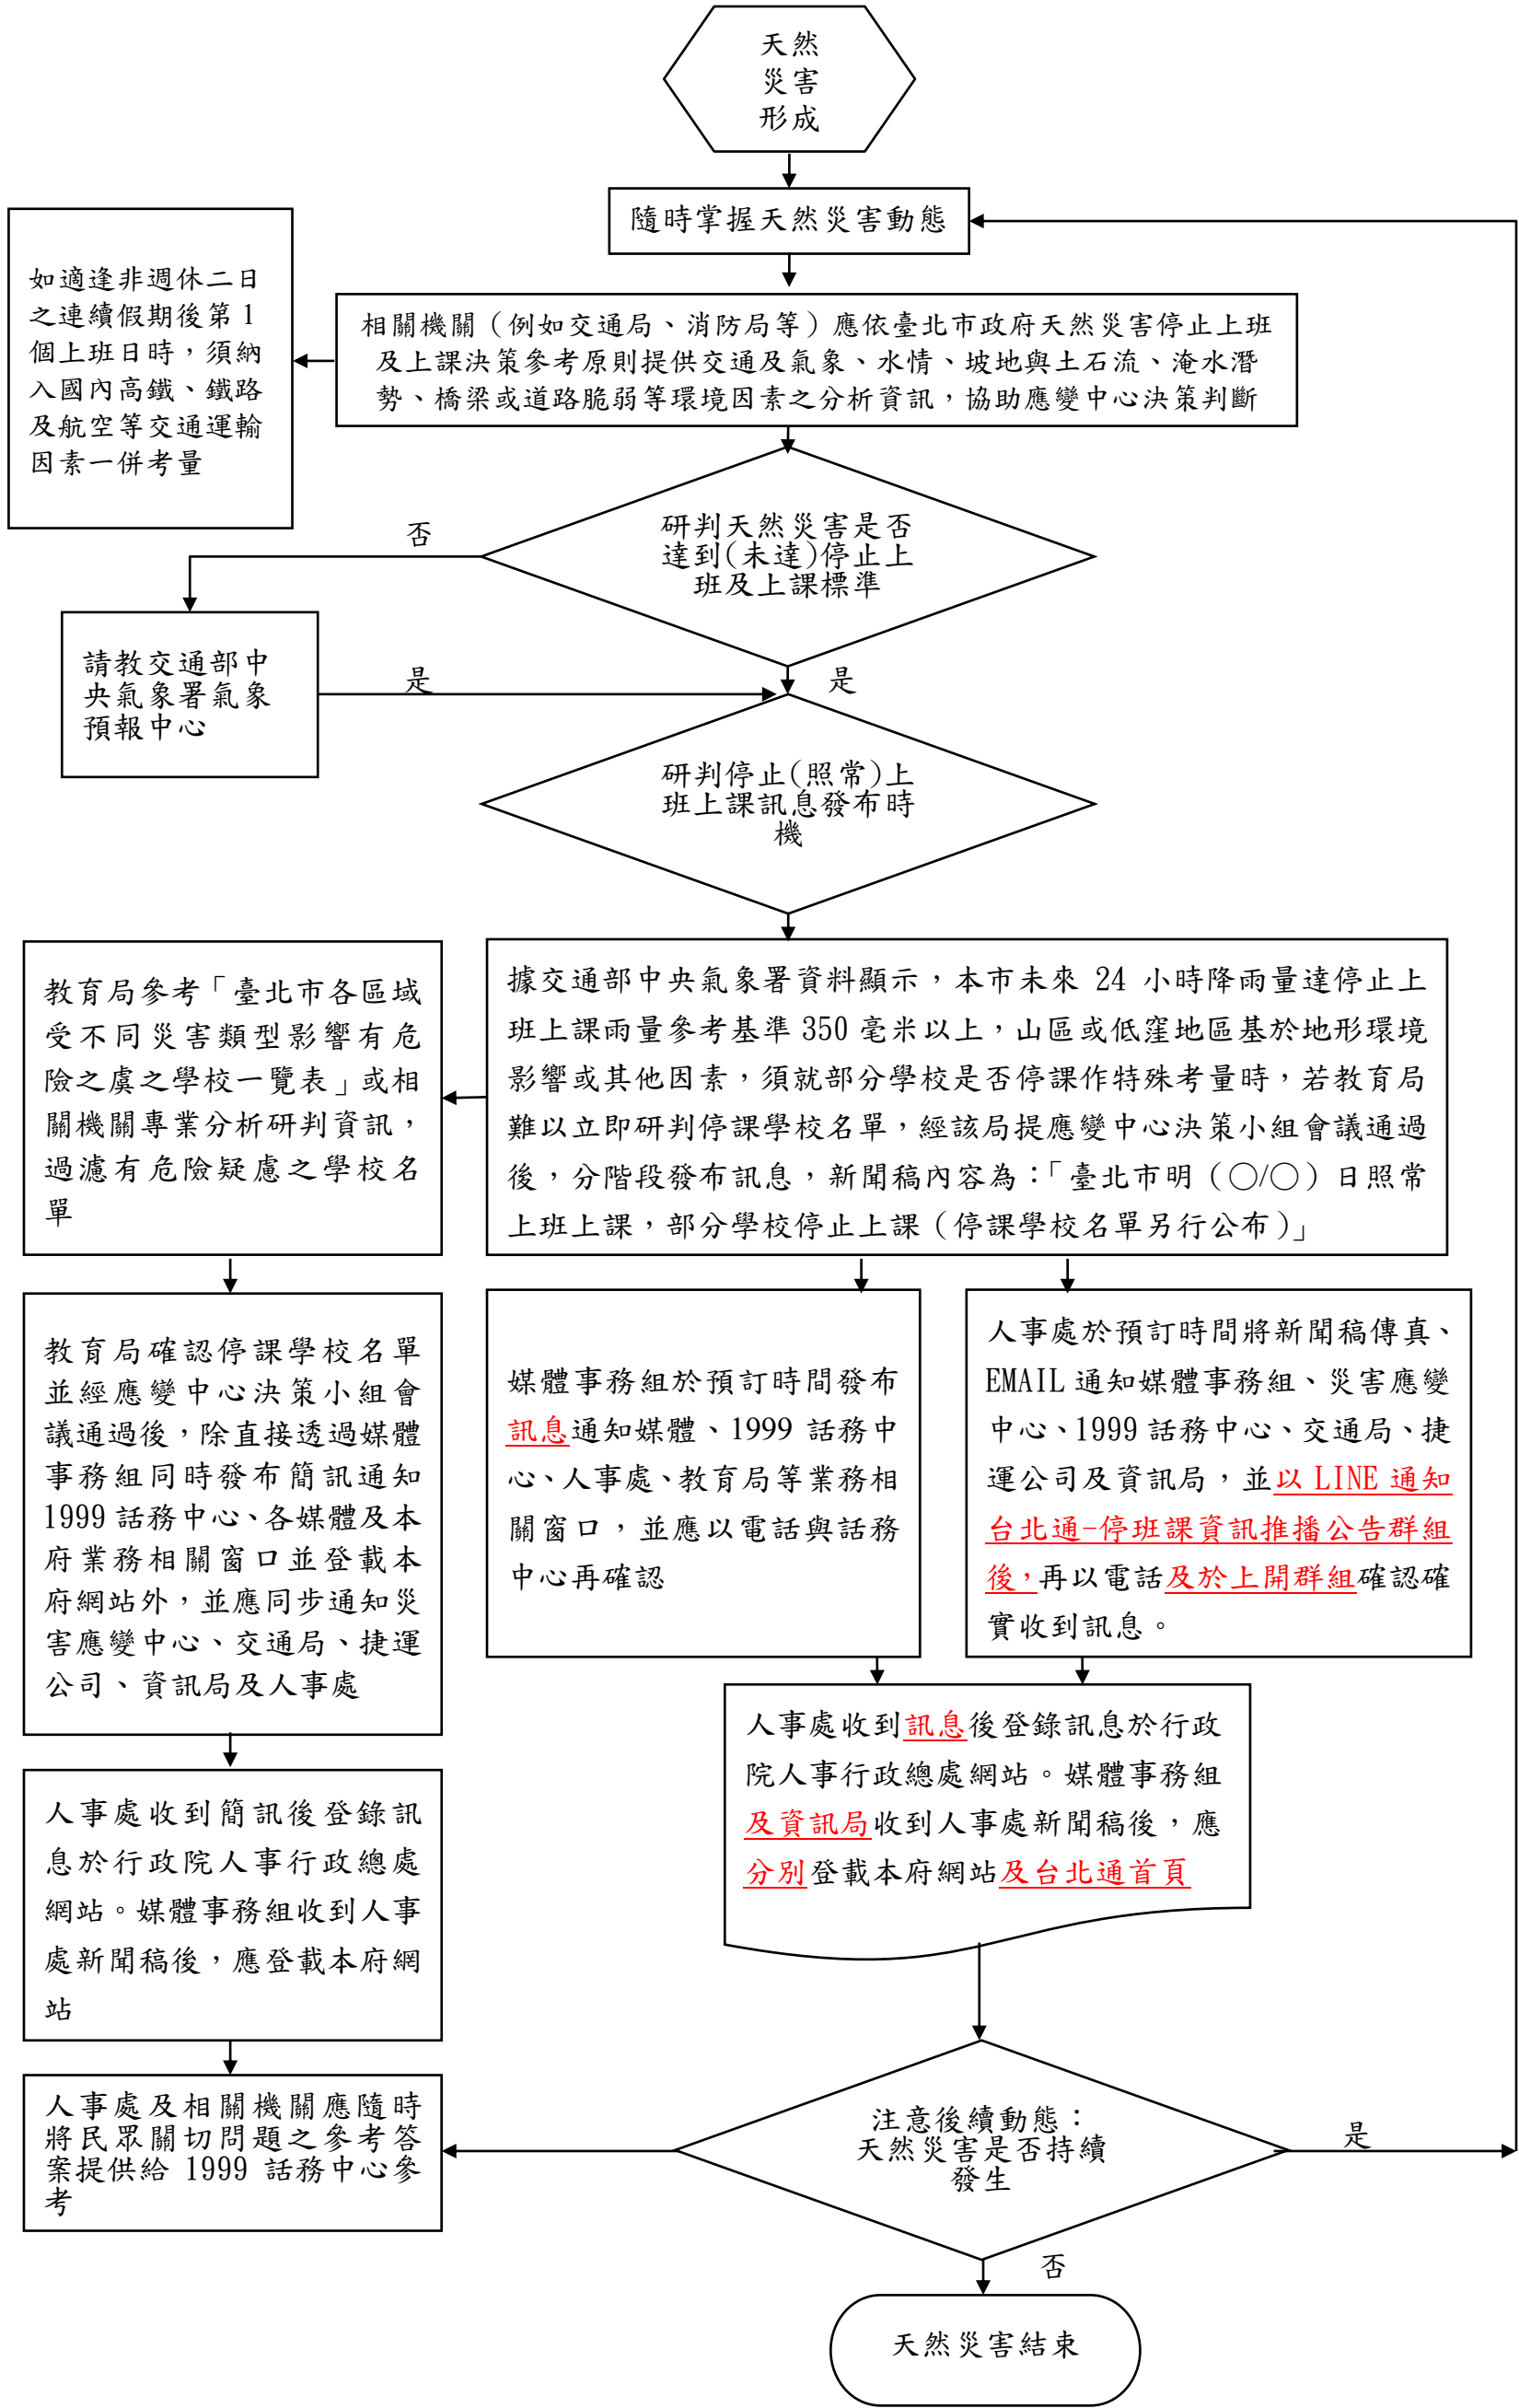 天然
災害
形成
隨時掌握天然災害動態
如適逢非週休二日
之連續假期後第1
個上班日時，須納
入國內高鐵、鐵路
及航空等交通運輸
因素一併考量
相關機關（例如交通局、消防局等）應依臺北市政府天然災害停止上班
及上課決策參考原則提供交通及氣象、水情、坡地與土石流、淹水潛
勢、橋梁或道路脆弱等環境因素之分析資訊，協助應變中心決策判斷
研判天然災害是否
達到(未達)停止上
班及上課標準
否
請教交通部中
央氣象署氣象
預報中心
是
是
研判停止(照常)上
班上課訊息發布時
機
據交通部中央氣象署資料顯示，本市未來 24 小時降雨量達停止上
班上課雨量參考基準 350 毫米以上，山區或低窪地區基於地形環境
影響或其他因素，須就部分學校是否停課作特殊考量時，若教育局
難以立即研判停課學校名單，經該局提應變中心決策小組會議通過
後，分階段發布訊息，新聞稿內容為：「臺北市明（○/○）日照常
上班上課，部分學校停止上課（停課學校名單另行公布）」
教育局參考「臺北市各區域
受不同災害類型影響有危
險之虞之學校一覽表」或相
關機關專業分析研判資訊，
過濾有危險疑慮之學校名
單
教育局確認停課學校名單
並經應變中心決策小組會
議通過後，除直接透過媒體
事務組同時發布簡訊通知
1999 話務中心、各媒體及本
府業務相關窗口並登載本
府網站外，並應同步通知災
害應變中心、交通局、捷運
公司、資訊局及人事處
媒體事務組於預訂時間發布
訊息通知媒體、1999 話務中
心、人事處、教育局等業務相
關窗口，並應以電話與話務
中心再確認
人事處於預訂時間將新聞稿傳真、
EMAIL 通知媒體事務組、災害應變
中心、1999 話務中心、交通局、捷
運公司及資訊局，並以 LINE 通知
台北通-停班課資訊推播公告群組
後，再以電話及於上開群組確認確
實收到訊息。
人事處收到訊息後登錄訊息於行政
院人事行政總處網站。媒體事務組
及資訊局收到人事處新聞稿後，應
分別登載本府網站及台北通首頁
人事處收到簡訊後登錄訊
息於行政院人事行政總處
網站。媒體事務組收到人事
處新聞稿後，應登載本府網
站
人事處及相關機關應隨時
將民眾關切問題之參考答
案提供給 1999 話務中心參
考
注意後續動態：
天然災害是否持續
發生
是
否
天然災害結束